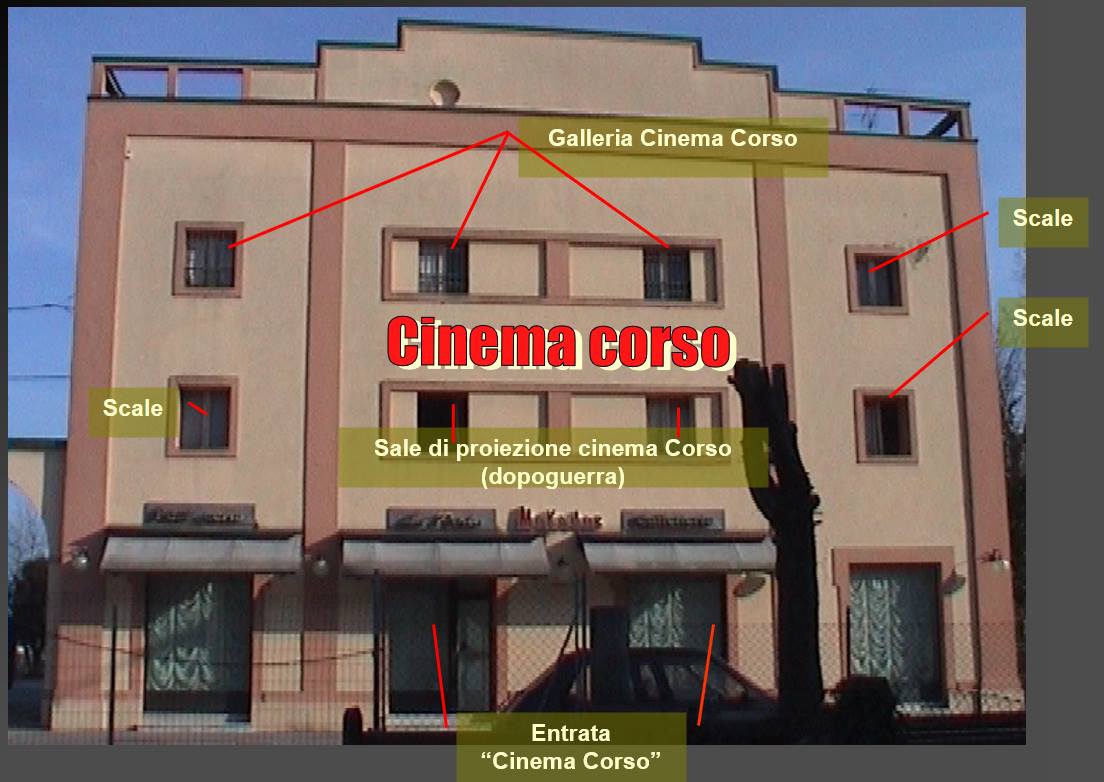 Galleria Cinema Corso
Scale
Scale
Cinema corso
Scale
Sale di proiezione cinema Corso
(dopoguerra)
Entrata
“Cinema Corso”